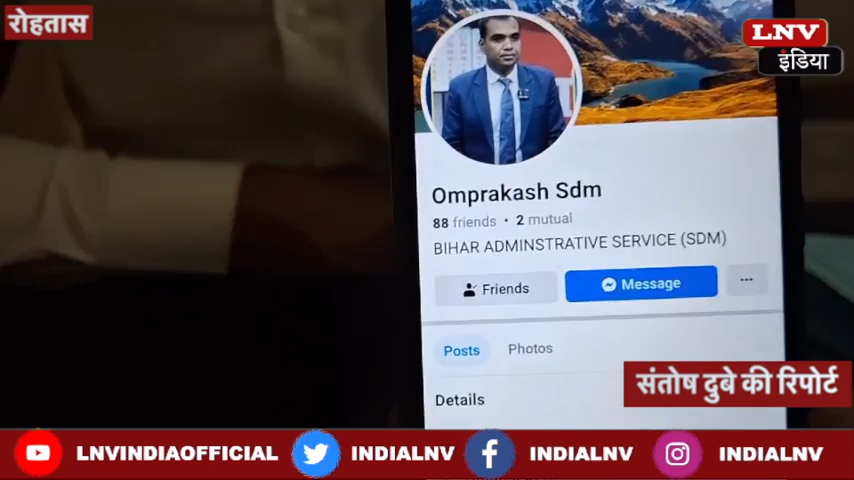 रोहतास
LNV
इंडिया
Omprakash Sdm
88 friends • 2 mutual
BIHAR ADMINSTRATIVE SERVICE (SDM)
Friends
Message
Posts
Photos
Details
संतोष दुबे की रिपोर्ट
LNVINDIAOFFICIAL
INDIALNV
INDIALNV
INDIALNV